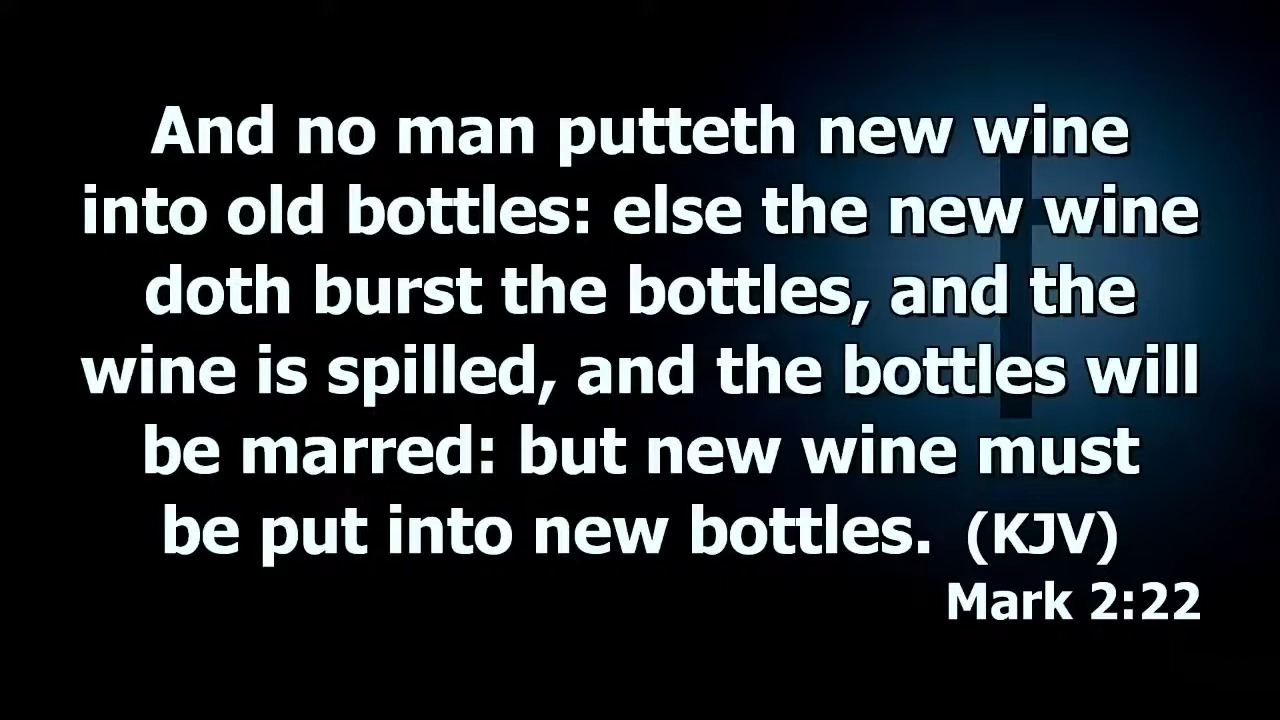 And no man putteth new wine
into old bottles: else the new wine
doth burst the bottles, and the
wine is spilled, and the bottles will
be marred: but new wine must
be put into new bottles. (KJV)
Mark 2:22